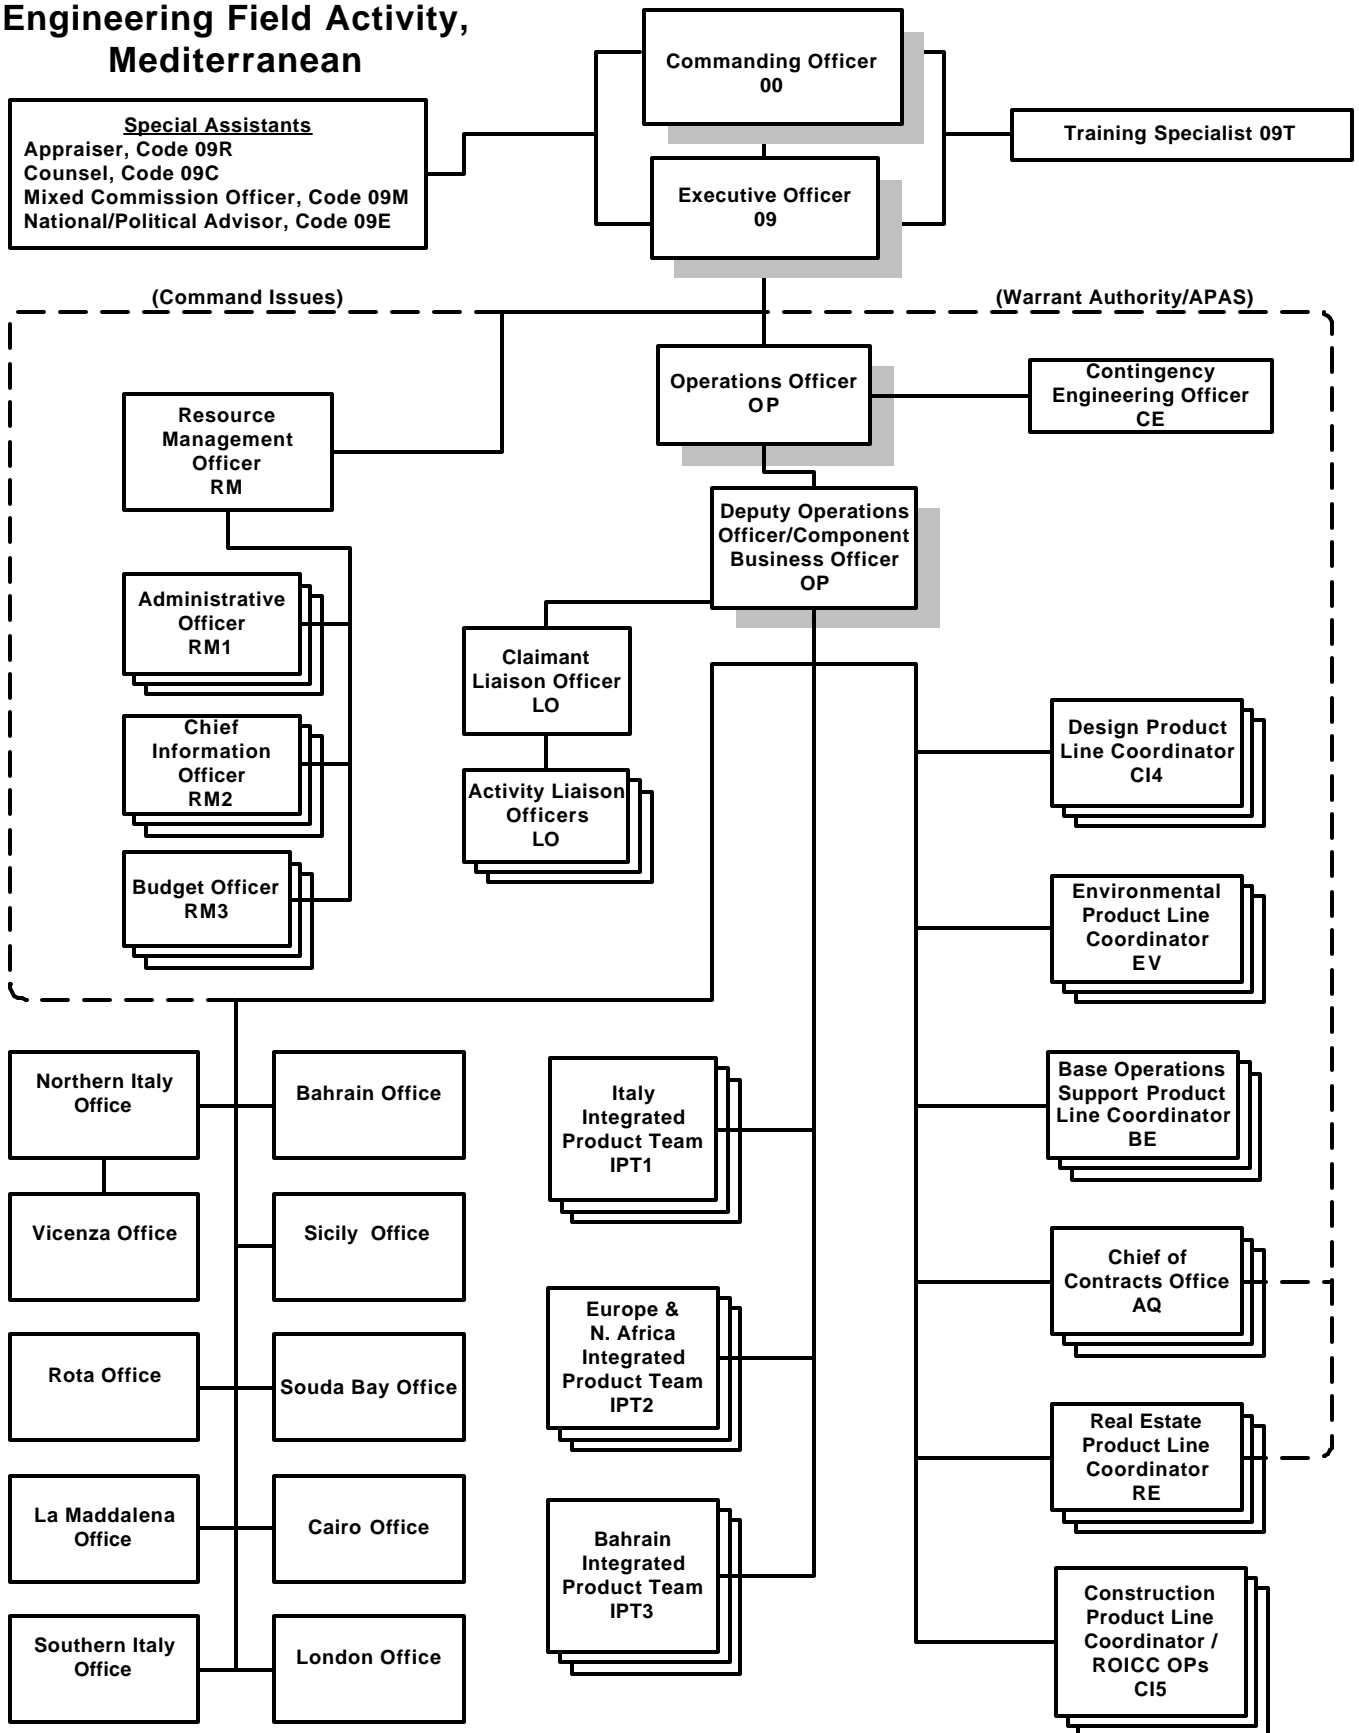 Engineering Field Activity,
Mediterranean
Commanding Officer
00
Special Assistants
Appraiser, Code 09R
Counsel, Code 09C
Mixed Commission Officer, Code 09M
National/Political Advisor, Code 09E
Training Specialist 09T
Executive Officer
09
(Command Issues)
(Warrant Authority/APAS)
Operations Officer
OP
Contingency
Engineering Officer
CE
Resource
Management
Officer
RM
Deputy Operations
Officer/Component
Business Officer
OP
Administrative
Officer
RM1
Chief
Information
Officer
RM2
Budget Officer
RM3
Claimant
Liaison Officer
LO
Activity Liaison
Officers
LO
Design Product
Line Coordinator
CI4
Environmental
Product Line
Coordinator
EV
Base Operations
Support Product
Line Coordinator
BE
Chief of
Contracts Office
AQ
Real Estate
Product Line
Coordinator
RE
Construction
Product Line
Coordinator /
ROICC OPs
CI5
Italy
Integrated
Product Team
IPT1
Europe &
N. Africa
Integrated
Product Team
IPT2
Bahrain
Integrated
Product Team
IPT3
Northern Italy
Office
Bahrain Office
Vicenza Office
Sicily Office
Rota Office
Souda Bay Office
La Maddalena
Office
Cairo Office
Southern Italy
Office
London Office